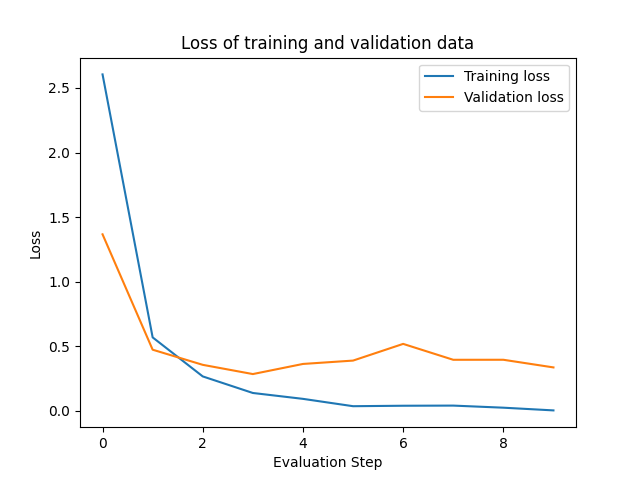 Loss of training and validation data
Training loss
Validation loss
2.5
2.0
1.5
1.0
0.5
0.0
Loss
0 2 4 6 8
Evaluation Step